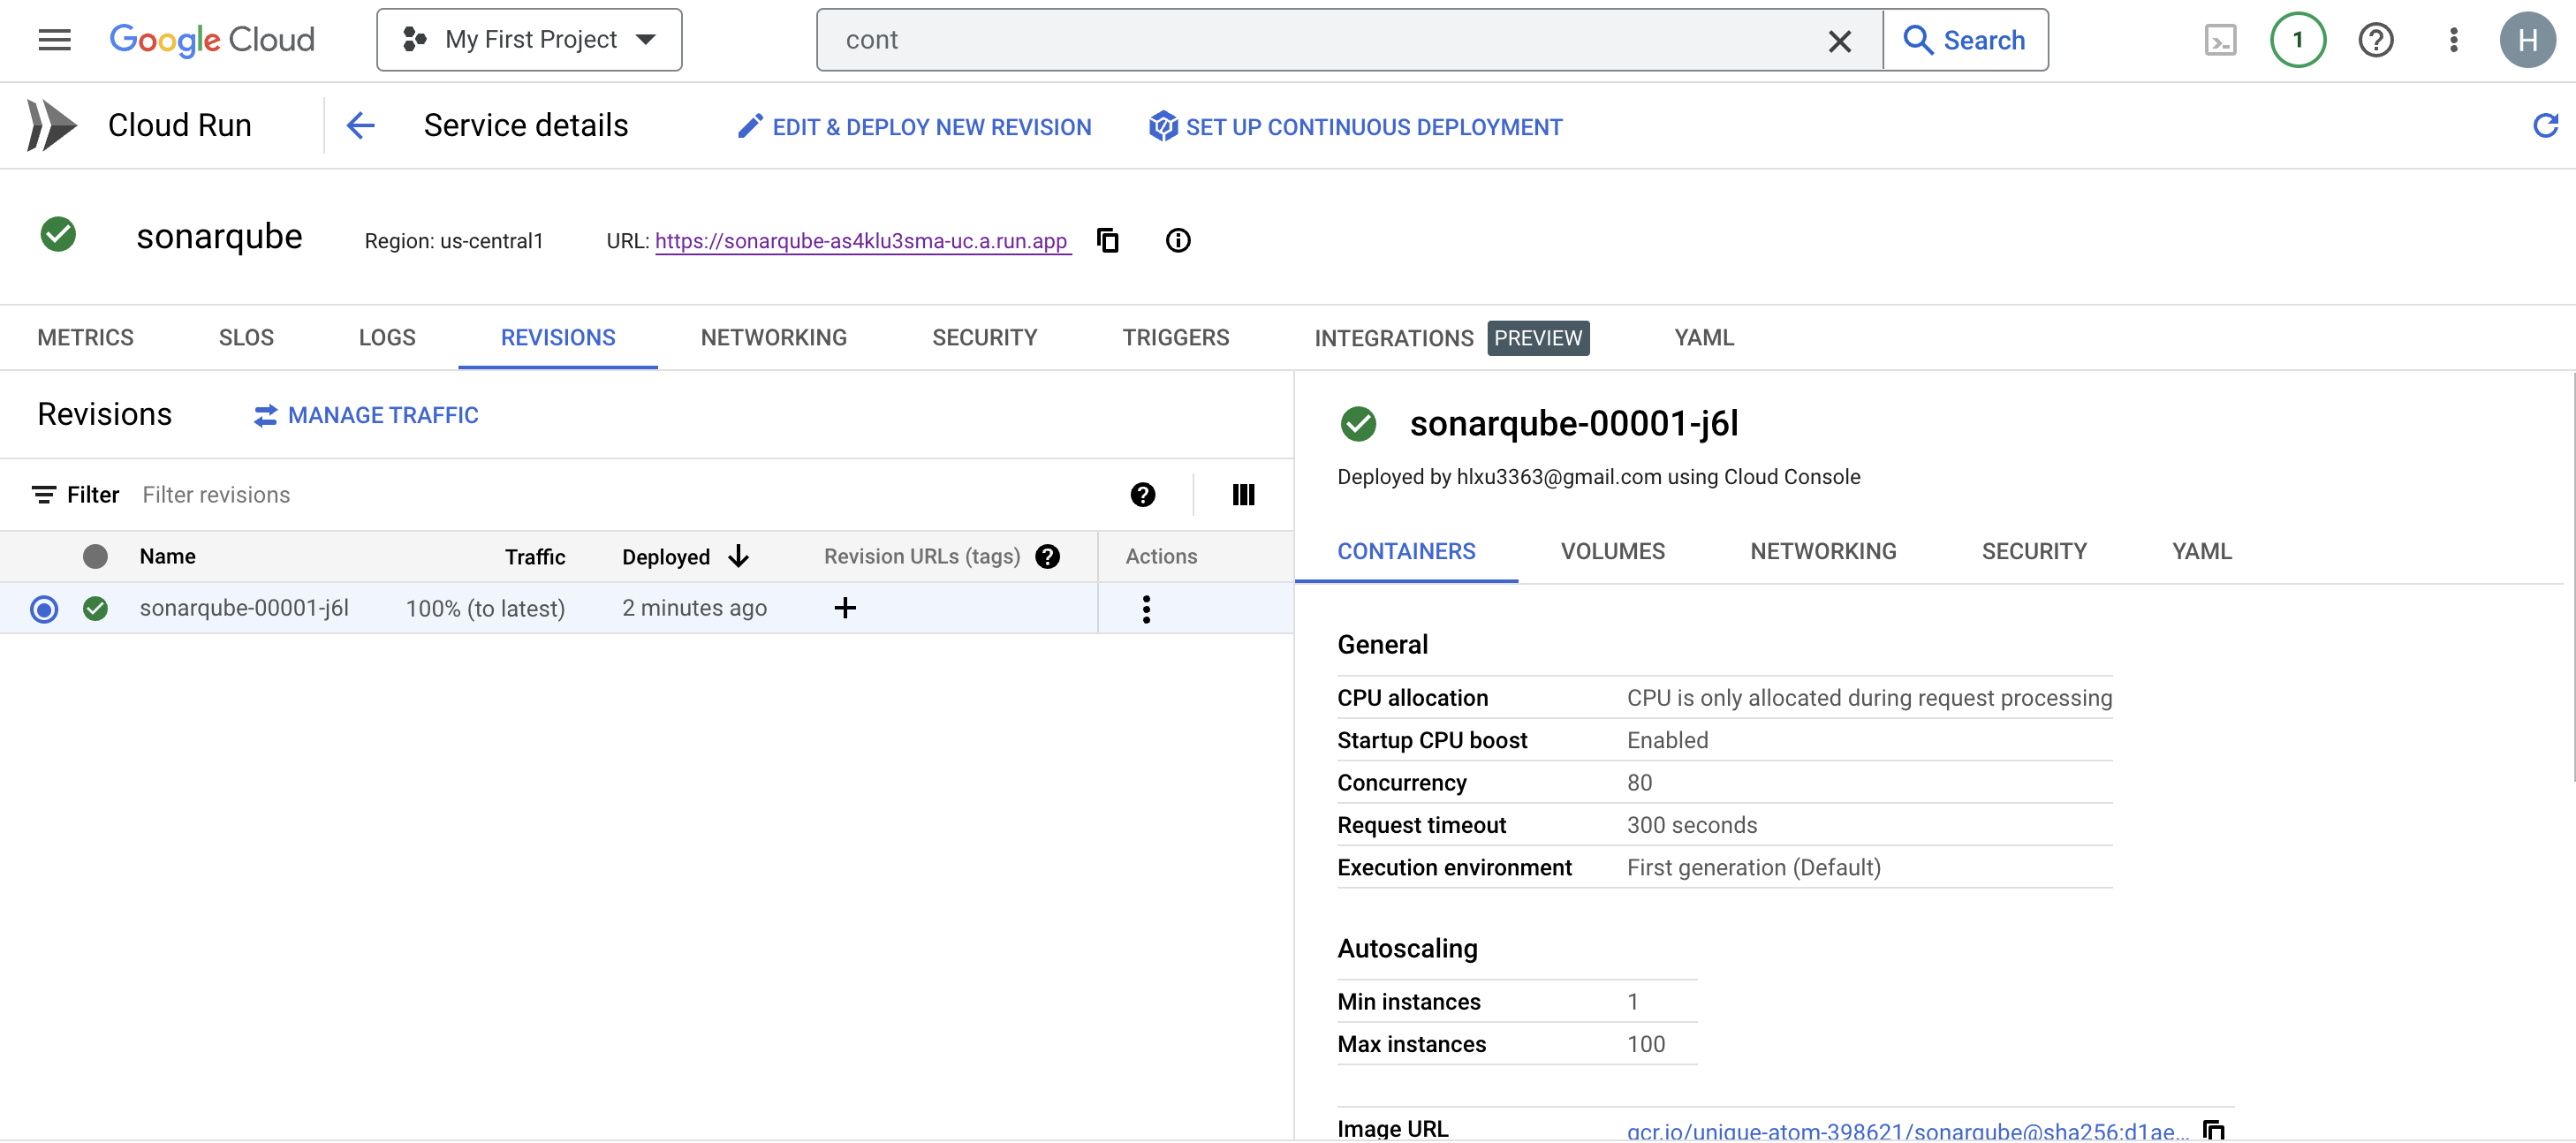 Google Cloud
My First Project
cont
Search
1
H
Cloud Run
Service details
EDIT & DEPLOY NEW REVISION
SET UP CONTINUOUS DEPLOYMENT
sonarqube
Region: us-central1
URL: https://sonarqube-as4klu3sma-uc.a.run.app
METRICS
SLOS
LOGS
REVISIONS
NETWORKING
SECURITY
TRIGGERS
INTEGRATIONS PREVIEW
YAML
Revisions
MANAGE TRAFFIC
Filter Filter revisions
Name Traffic Deployed Revision URLs (tags) Actions
sonarqube-00001-j6l 100% (to latest) 2 minutes ago
sonarqube-00001-j6l
Deployed by hlxu3363@gmail.com using Cloud Console
CONTAINERS
VOLUMES
NETWORKING
SECURITY
YAML
General
CPU allocation CPU is only allocated during request processing
Startup CPU boost Enabled
Concurrency 80
Request timeout 300 seconds
Execution environment First generation (Default)
Autoscaling
Min instances 1
Max instances 100
Image URL gcr.io/unique-atom-398621/sonarqube@sha256:d1ae...